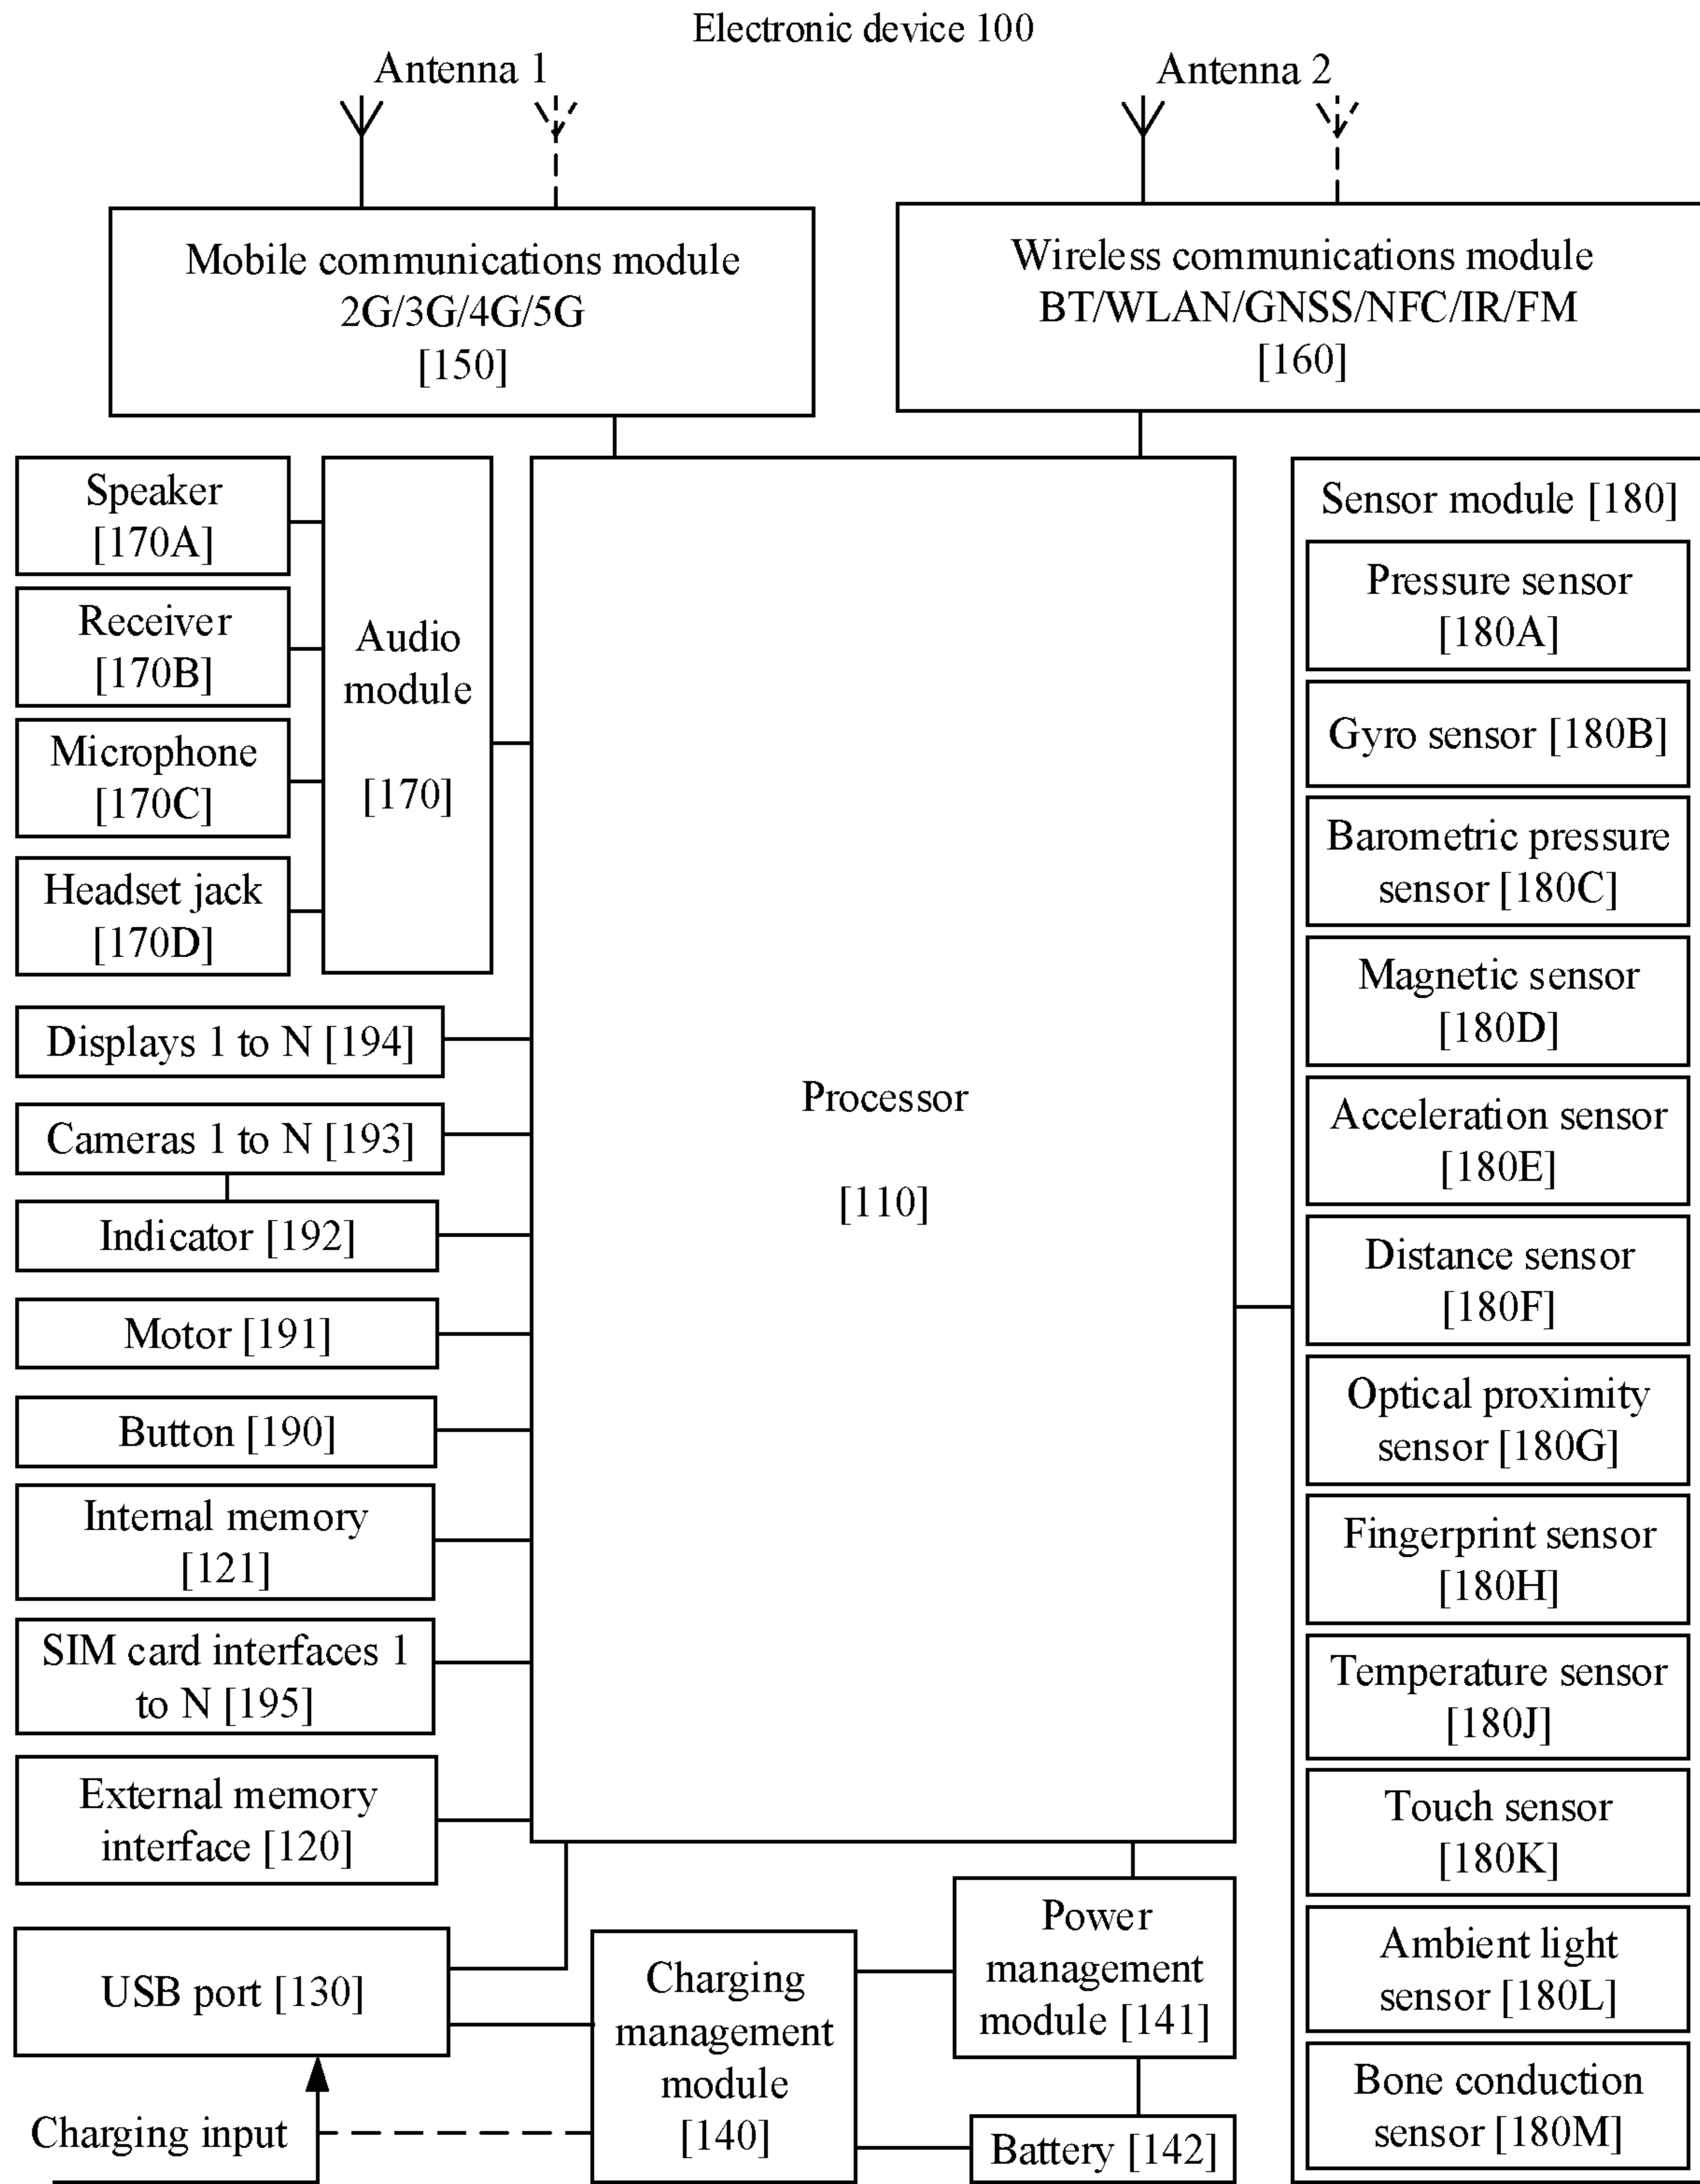 Electronic device 100
Antenna 1
Antenna 2
Mobile communications module
2G/3G/4G/5G
[150]
Wireless communications module
BT/WLAN/GNSS/NFC/IR/FM
[160]
Speaker
[170A]
Receiver
[170B]
Microphone
[170C]
Headset jack
[170D]
Audio
module
[170]
Displays 1 to N [194]
Cameras 1 to N [193]
Indicator [192]
Motor [191]
Button [190]
Internal memory
[121]
SIM card interfaces 1
to N [195]
External memory
interface [120]
USB port [130]
Charging input
Processor
[110]
Charging
management
module
[140]
Power
management
module [141]
Battery [142]
Sensor module [180]
Pressure sensor
[180A]
Gyro sensor [180B]
Barometric pressure
sensor [180C]
Magnetic sensor
[180D]
Acceleration sensor
[180E]
Distance sensor
[180F]
Optical proximity
sensor [180G]
Fingerprint sensor
[180H]
Temperature sensor
[180J]
Touch sensor
[180K]
Ambient light
sensor [180L]
Bone conduction
sensor [180M]